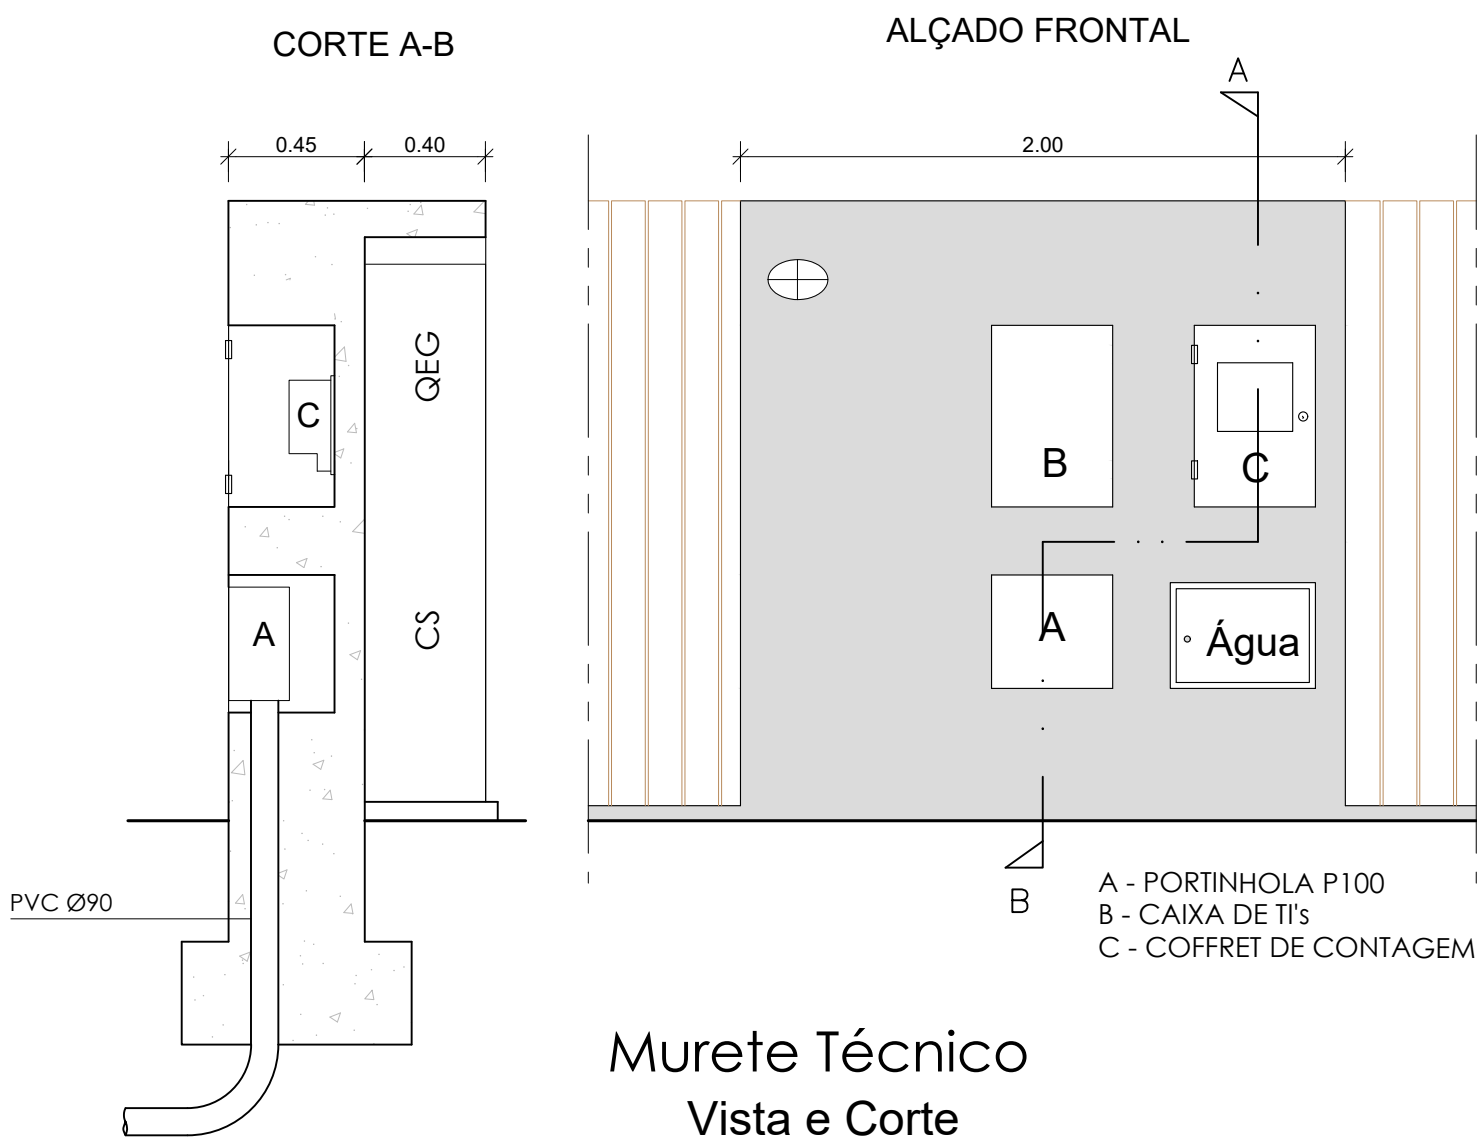 CORTE A-B
ALÇADO FRONTAL
A
0.45
0.40
2.00
QEG
C
B
C
CS
A
A
Água
PVC Ø90
B
A - PORTINHOLA P100
B - CAIXA DE TI's
C - COFFRET DE CONTAGEM
Murete Técnico
Vista e Corte